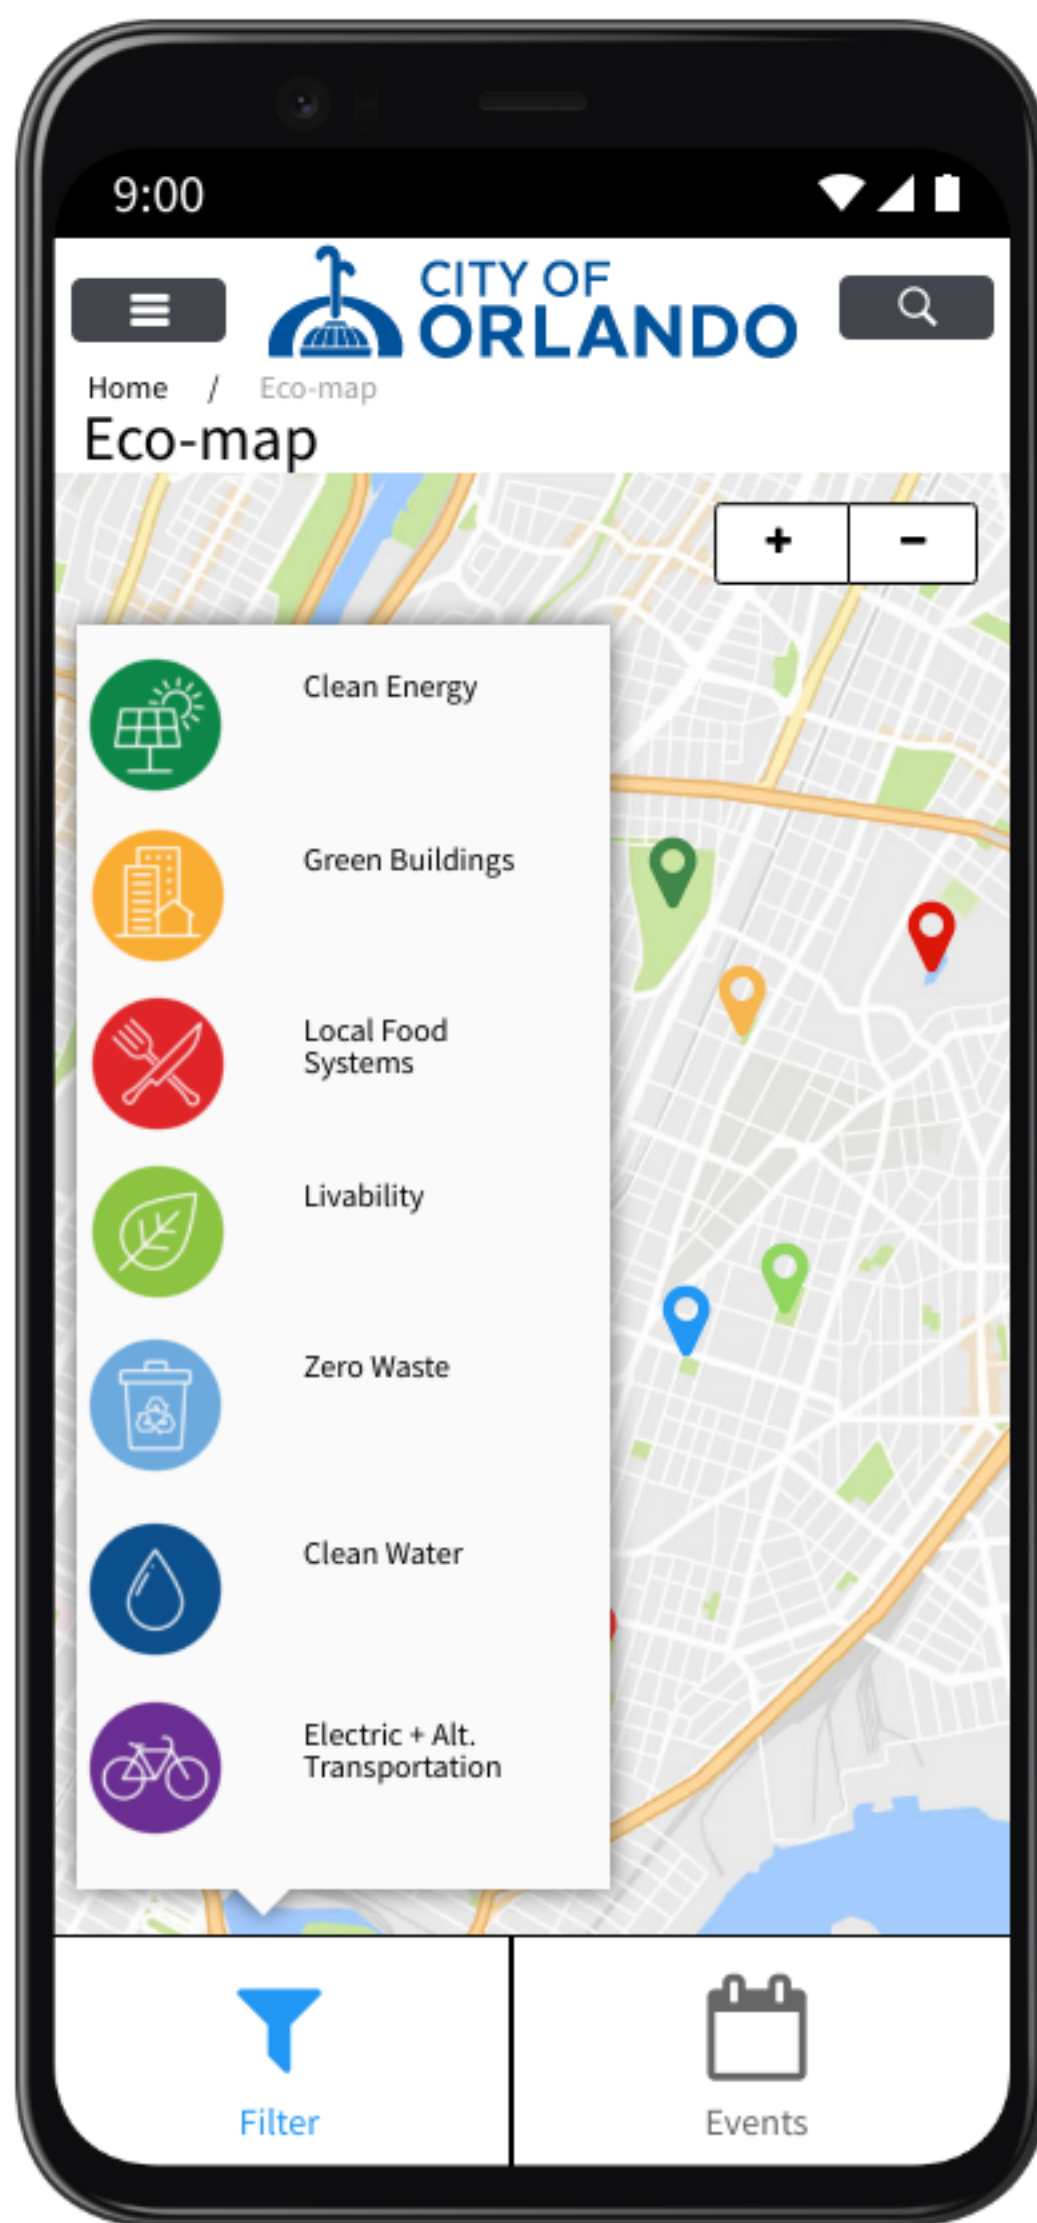 9:00
CITY OF
ORLANDO
Home / Eco-map
Eco-map
+ −
Clean Energy
Green Buildings
Local Food
Systems
Livability
Zero Waste
Clean Water
Electric + Alt.
Transportation
Filter
Events